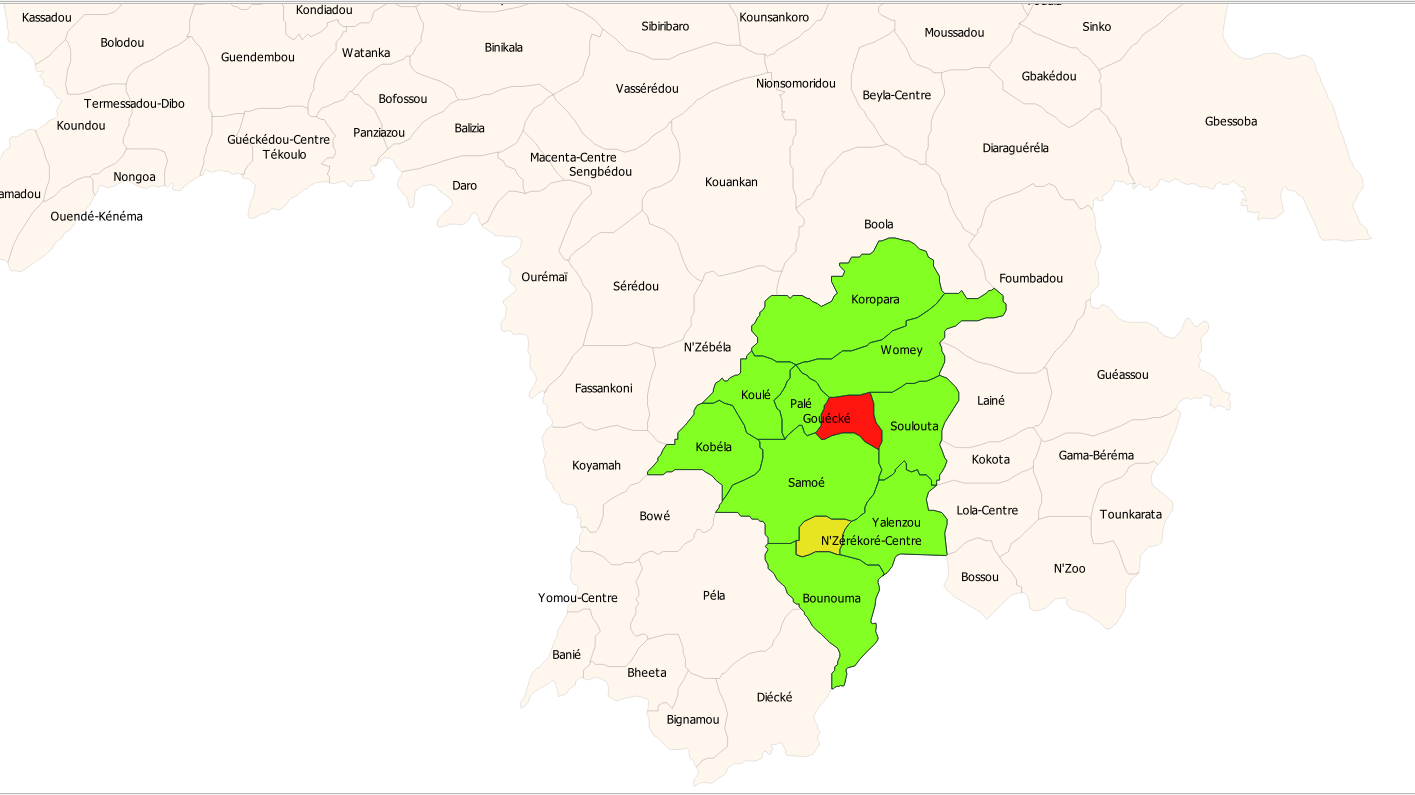 Kondiadou
Kassadou
Kounsankoro
Sibiribaro
Sinko
Moussadou
Bolodou
Binikala
Watanka
Guendembou
Gbakédou
Nionsomoridou
Vassérédou
Beyla-Centre
Bofossou
Termessadou-Dibo
Gbessoba
Koundou
Balizia
Panziazou
Guéckédou-Centre
Tékoulo
Diaraguéréla
Macenta-Centre
Sengbédou
Nongoa
Kouankan
Daro
amadou
Ouendé-Kénéma
Boola
Ourémaï
Foumbadou
Sérédou
Koropara
N'Zébéla
Womey
Guéassou
Fassankoni
Koulé
Lainé
Palé
Gouécké
Soulouta
Kobéla
Gama-Béréma
Kokota
Koyamah
Samoé
Lola-Centre
Tounkarata
Bowé
Yalenzou
N'Zérékoré-Centre
N'Zoo
Bossou
Péla
Yomou-Centre
Bounouma
Banié
Bheeta
Diécké
Bignamou